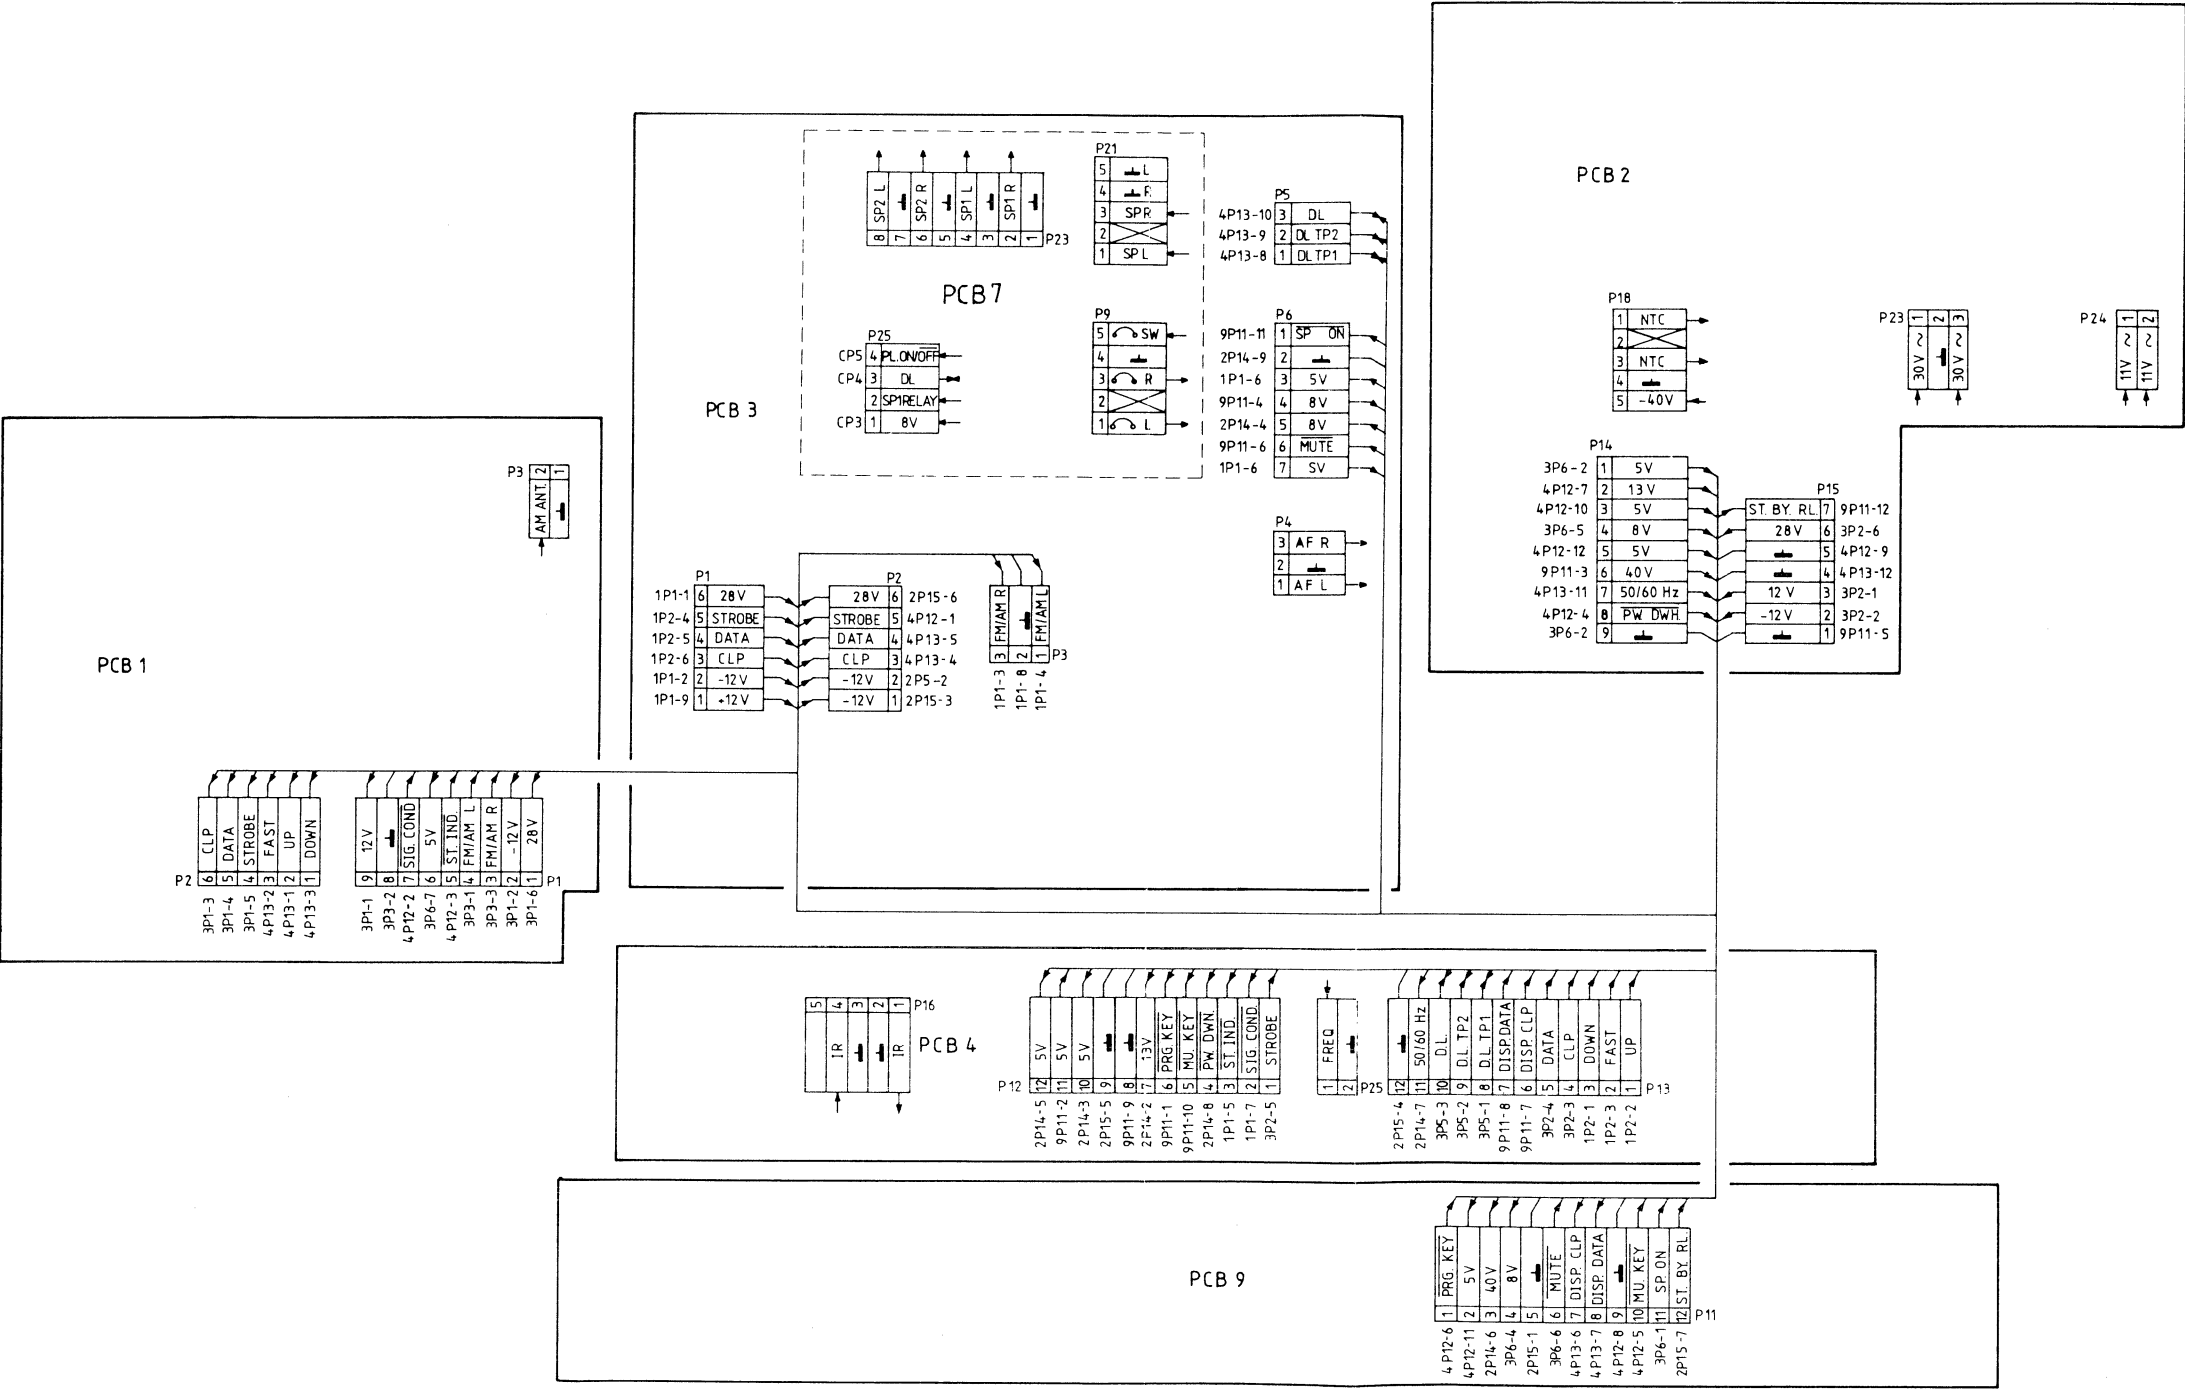 PCB 1
P3
2 AM ANT.
1
P2
6 CLP 3P1-3
5 DATA 3P1-4
4 STROBE 3P1-5
3 FAST 4P13-2
2 UP 4P13-1
1 DOWN 4P13-3
9 12V 3P1-1
8 3P3-2
7 SIG. COND 4P12-2
6 5V 3P6-7
5 ST. IND. 4P12-3
4 FM/AM L 3P3-1
3 FM/AM R 3P3-3
2 -12V 3P1-2
1 28V 3P1-6
P1
PCB 3
PCB 7
8 SP2 L
7
6 SP2 R
5
4 SP1 L
3
2 SP1 R
1
P23
P21
5 L
4 R
3 SP R
2
1 SP L
P25
CP5 4 PL.ON/OFF
CP4 3 DL
2 SP1RELAY
CP3 1 8V
P9
5 SW
4
3 R
2
1 L
P5
4P13-10 3 DL
4P13-9 2 DL TP2
4P13-8 1 DL TP1
P6
9P11-11 1 SP ON
2P14-9 2
1P1-6 3 5V
9P11-4 4 8V
2P14-4 5 8V
9P11-6 6 MUTE
1P1-6 7 5V
P4
3 AF R
2
1 AF L
P1
1P1-1 6 28V
1P2-4 5 STROBE
1P2-5 4 DATA
1P2-6 3 CLP
1P1-2 2 -12V
1P1-9 1 +12V
P2
28V 6 2P15-6
STROBE 5 4P12-1
DATA 4 4P13-5
CLP 3 4P13-4
-12V 2 2P5-2
-12V 1 2P15-3
3 FM/AM R 1P1-3
2 1P1-8
1 FM/AM L 1P1-4
P3
PCB 2
P18
1 NTC
2
3 NTC
4
5 -40V
P23
1 30V ~
2
3 30V ~
P24
1 11V ~
2 11V ~
P14
3P6-2 1 5V
4P12-7 2 13V
4P12-10 3 5V
3P6-5 4 8V
4P12-12 5 5V
9P11-3 6 40V
4P13-11 7 50/60 Hz
4P12-4 8 PW DWH.
3P6-2 9
P15
ST. BY. RL. 7 9P11-12
28V 6 3P2-6
5 4P12-9
4 4P13-12
12V 3 3P2-1
-12V 2 3P2-2
1 9P11-5
PCB 4
5
4 IR
3
2
1 IR
P16
P12
12 5V 2P14-5
11 5V 9P11-2
10 5V 2P14-3
9 2P15-5
8 9P11-9
7 13V 2P14-2
6 PRG. KEY 9P11-1
5 MU. KEY 9P11-10
4 PW. DWN. 2P14-8
3 ST. IND. 1P1-5
2 SIG. COND. 1P1-7
1 STROBE 3P2-5
1 FREQ
2
P25
12 2P15-4
11 50/60 Hz 2P14-7
10 D.L. 3P5-3
9 D.L. TP2 3P5-2
8 D.L. TP1 3P5-1
7 DISP.DATA 9P11-8
6 DISP. CLP 9P11-7
5 DATA 3P2-4
4 CLP 3P2-3
3 DOWN 1P2-1
2 FAST 1P2-3
1 UP 1P2-2
P13
PCB 9
1 PRG. KEY 4P12-6
2 5V 4P12-11
3 40V 2P14-6
4 8V 3P6-4
5 2P15-1
6 MUTE 3P6-6
7 DISP. CLP 4P13-6
8 DISP. DATA 4P13-7
9 4P12-8
10 MU. KEY 4P12-5
11 SP. ON 3P6-1
12 ST. BY. RL. 2P15-7
P11